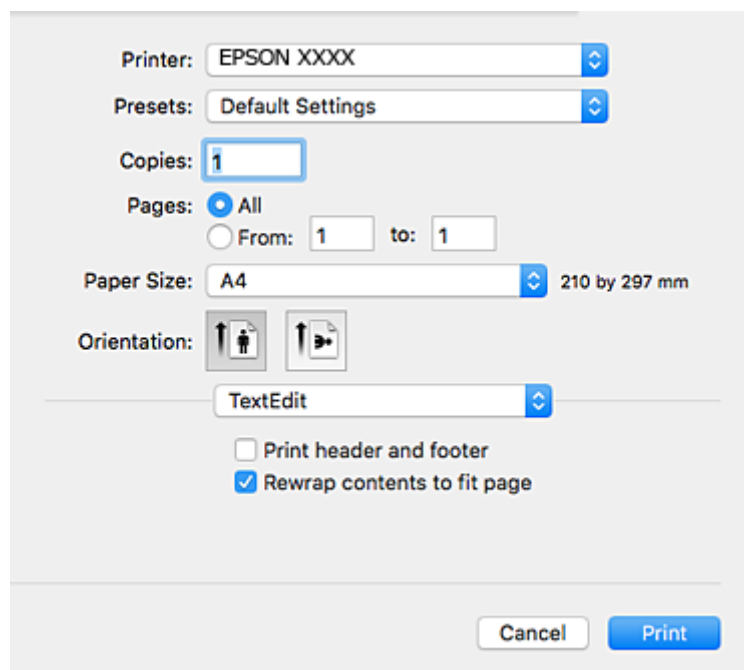 Printer: EPSON XXXX
Presets: Default Settings
Copies: 1
Pages: All
From: 1 to: 1
Paper Size: A4 210 by 297 mm
Orientation:
TextEdit
Print header and footer
Rewrap contents to fit page
Cancel Print